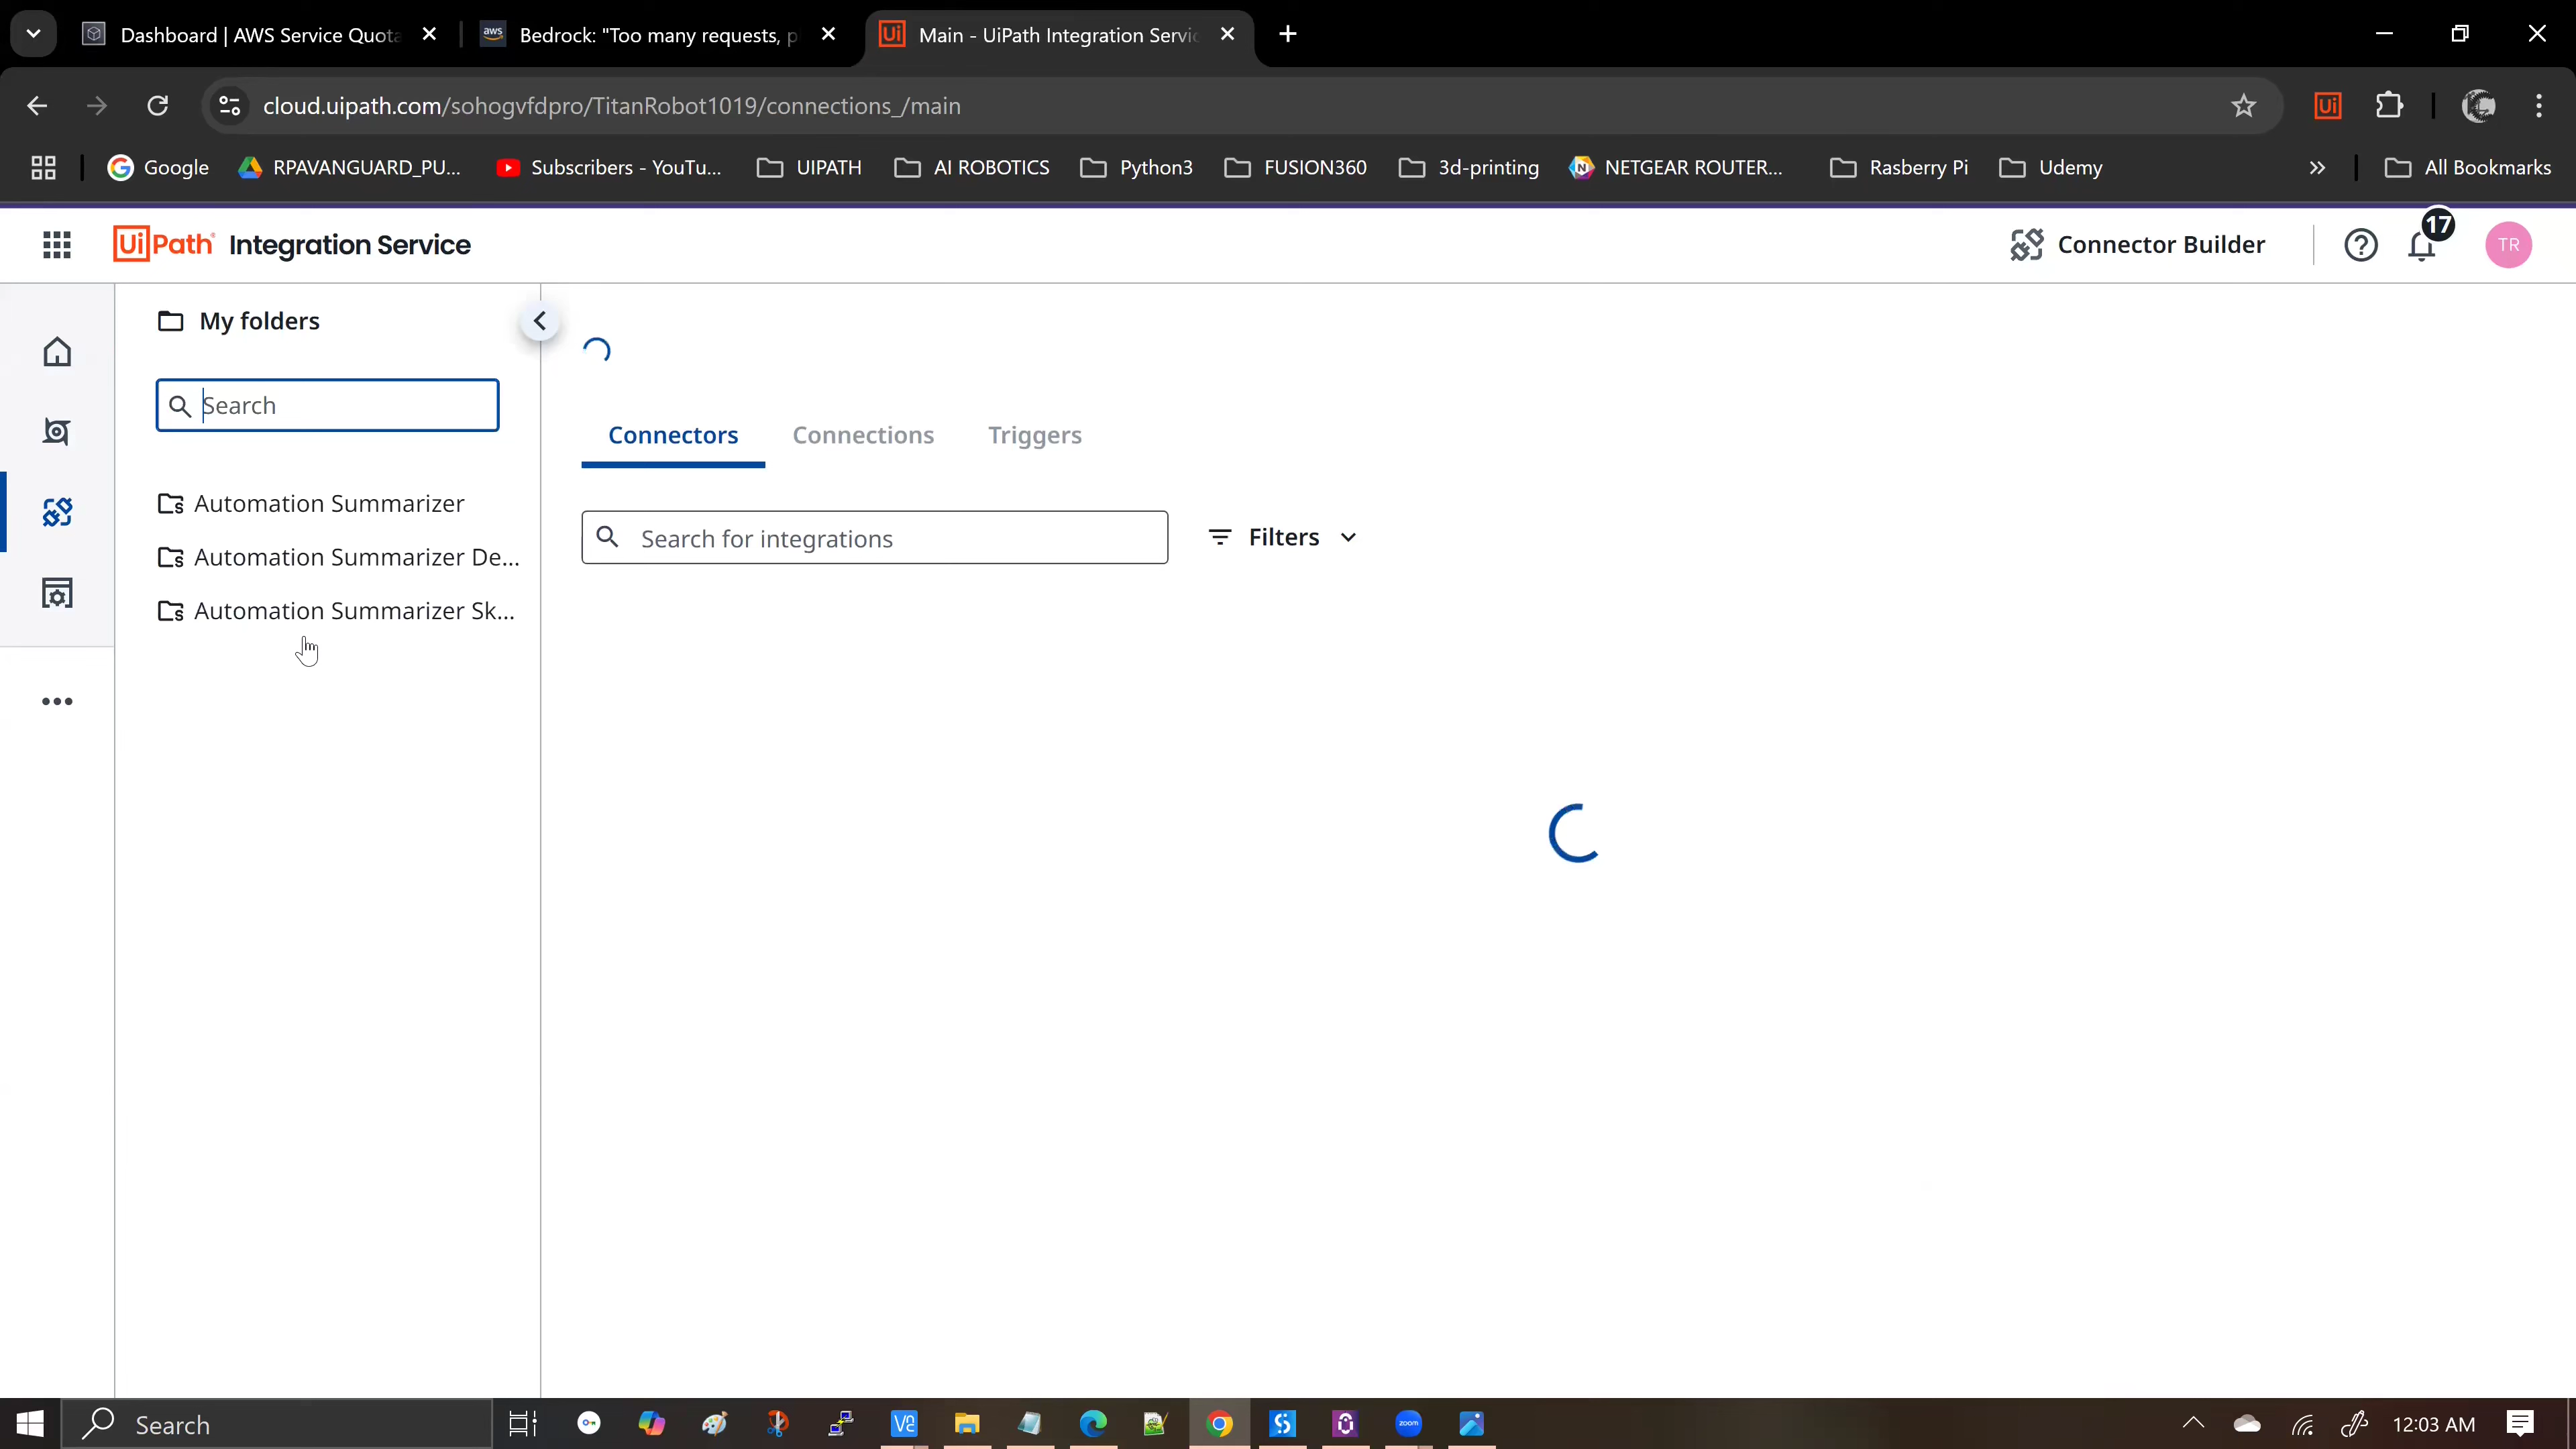 Dashboard | AWS Service Quota
Bedrock: "Too many requests, p
Main - UiPath Integration Servic
cloud.uipath.com/sohogvfdpro/TitanRobot1019/connections_/main
Google
RPAVANGUARD_PU...
Subscribers - YouTu...
UIPATH
AI ROBOTICS
Python3
FUSION360
3d-printing
NETGEAR ROUTER...
Rasberry Pi
Udemy
All Bookmarks
UiPath Integration Service
Connector Builder
17
TR
My folders
Search
Automation Summarizer
Automation Summarizer De...
Automation Summarizer Sk...
Connectors
Connections
Triggers
Search for integrations
Filters
Search
zoom
12:03 AM